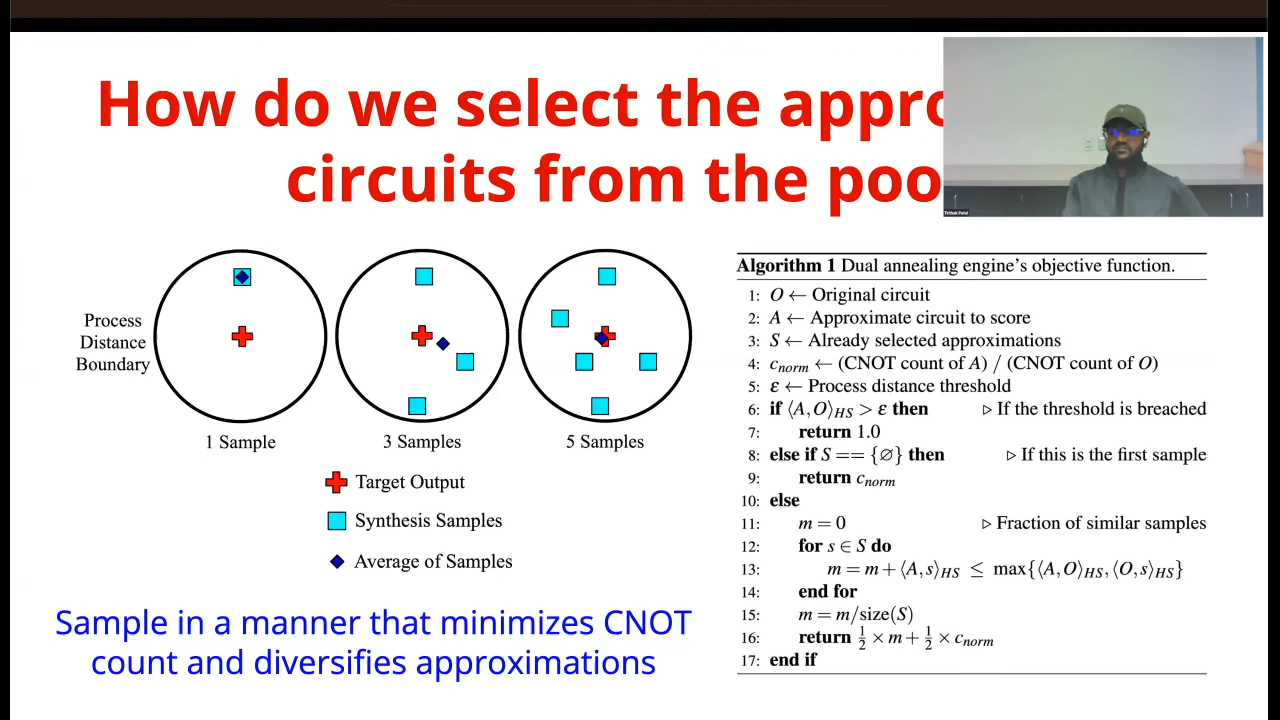 How do we select the appro
circuits from the poo
Tirthak Patel
Process
Distance
Boundary
1 Sample
3 Samples
5 Samples
Target Output
Synthesis Samples
Average of Samples
Sample in a manner that minimizes CNOT
count and diversifies approximations
Algorithm 1 Dual annealing engine's objective function.
1: O ← Original circuit
2: A ← Approximate circuit to score
3: S ← Already selected approximations
4: c_norm ← (CNOT count of A) / (CNOT count of O)
5: ε ← Process distance threshold
6: if ⟨A,O⟩_HS > ε then ▷ If the threshold is breached
7: return 1.0
8: else if S == {∅} then ▷ If this is the first sample
9: return c_norm
10: else
11: m = 0 ▷ Fraction of similar samples
12: for s ∈ S do
13: m = m + ⟨A,s⟩_HS ≤ max{⟨A,O⟩_HS, ⟨O,s⟩_HS}
14: end for
15: m = m/size(S)
16: return 1/2 × m + 1/2 × c_norm
17: end if